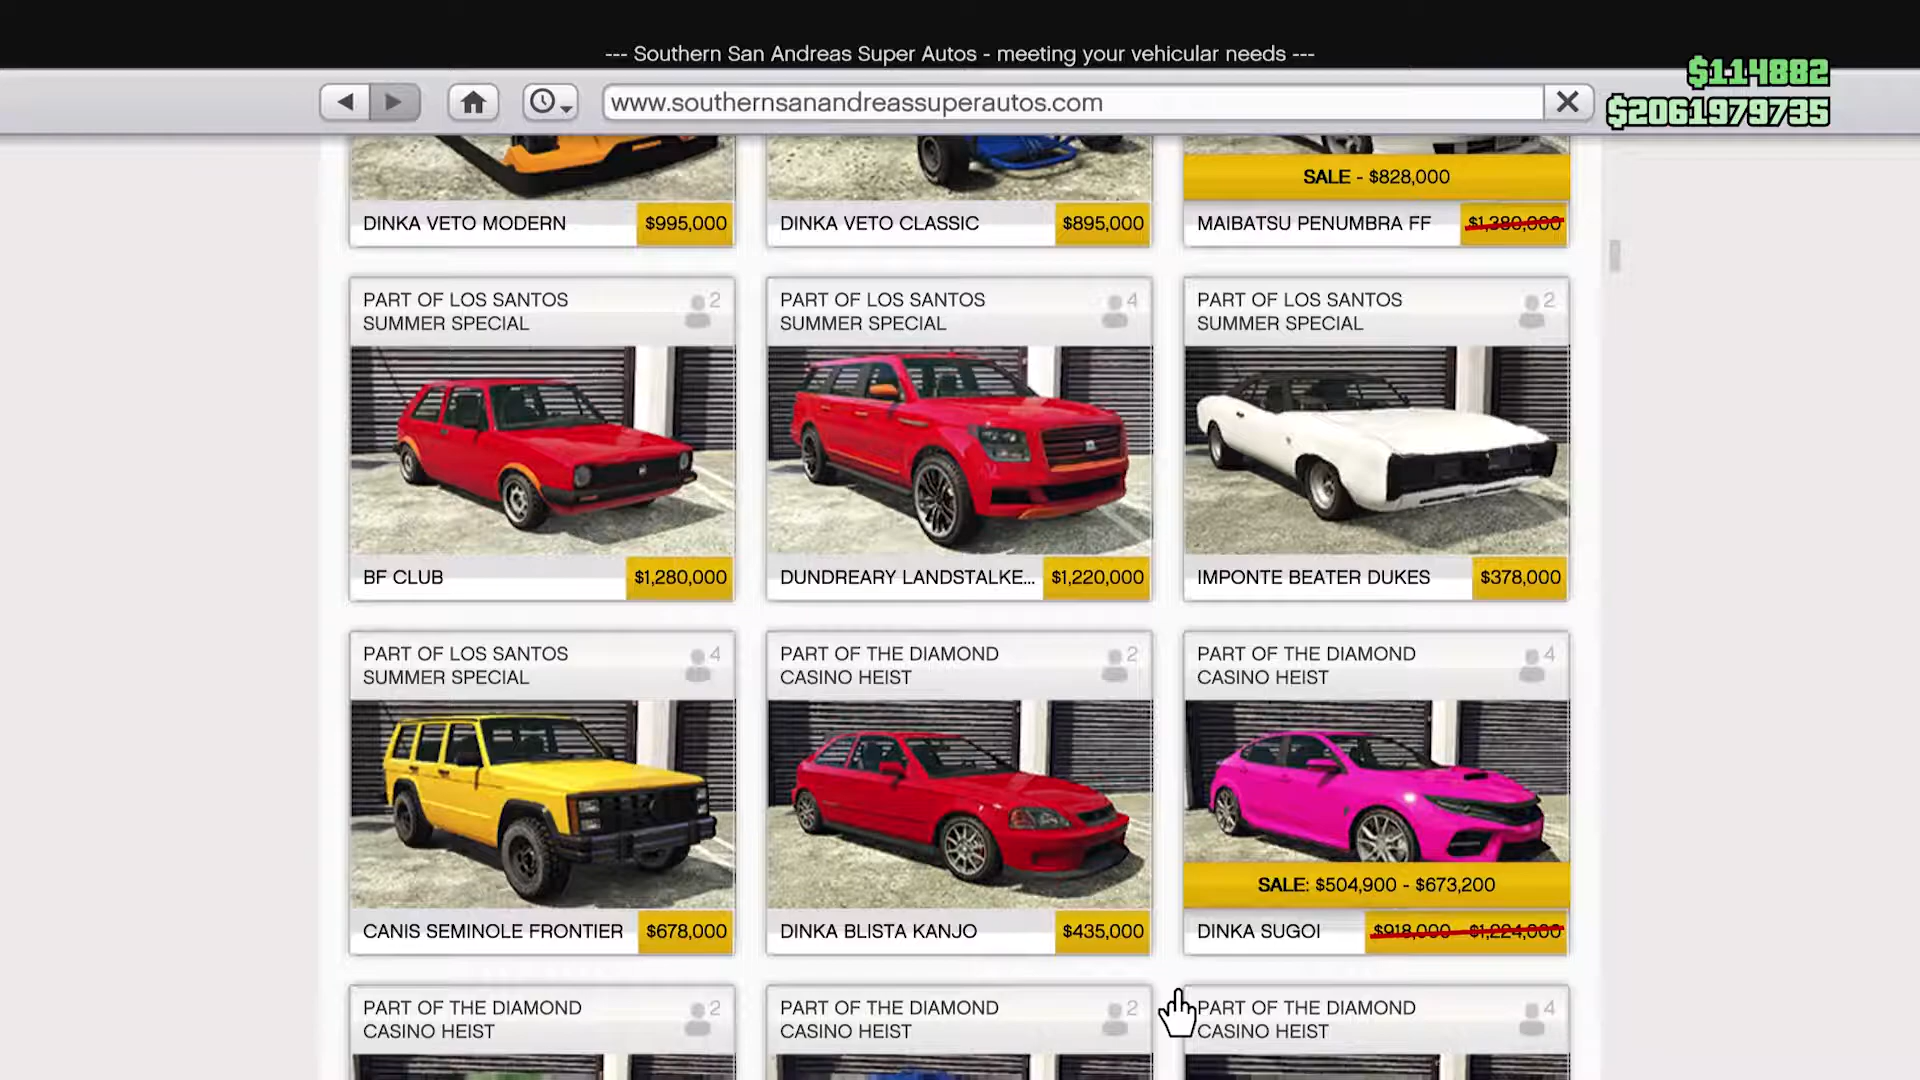 --- Southern San Andreas Super Autos - meeting your vehicular needs ---
$114882
www.southernsanandreassuperautos.com
$2061979735
SALE - $828,000
DINKA VETO MODERN $995,000
DINKA VETO CLASSIC $895,000
MAIBATSU PENUMBRA FF $1,380,000
PART OF LOS SANTOS
SUMMER SPECIAL
2
PART OF LOS SANTOS
SUMMER SPECIAL
4
PART OF LOS SANTOS
SUMMER SPECIAL
2
BF CLUB $1,280,000
DUNDREARY LANDSTALKE... $1,220,000
IMPONTE BEATER DUKES $378,000
PART OF LOS SANTOS
SUMMER SPECIAL
4
PART OF THE DIAMOND
CASINO HEIST
2
PART OF THE DIAMOND
CASINO HEIST
4
SALE: $504,900 - $673,200
CANIS SEMINOLE FRONTIER $678,000
DINKA BLISTA KANJO $435,000
DINKA SUGOI $918,000 - $1,224,000
PART OF THE DIAMOND
CASINO HEIST
2
PART OF THE DIAMOND
CASINO HEIST
2
PART OF THE DIAMOND
CASINO HEIST
4